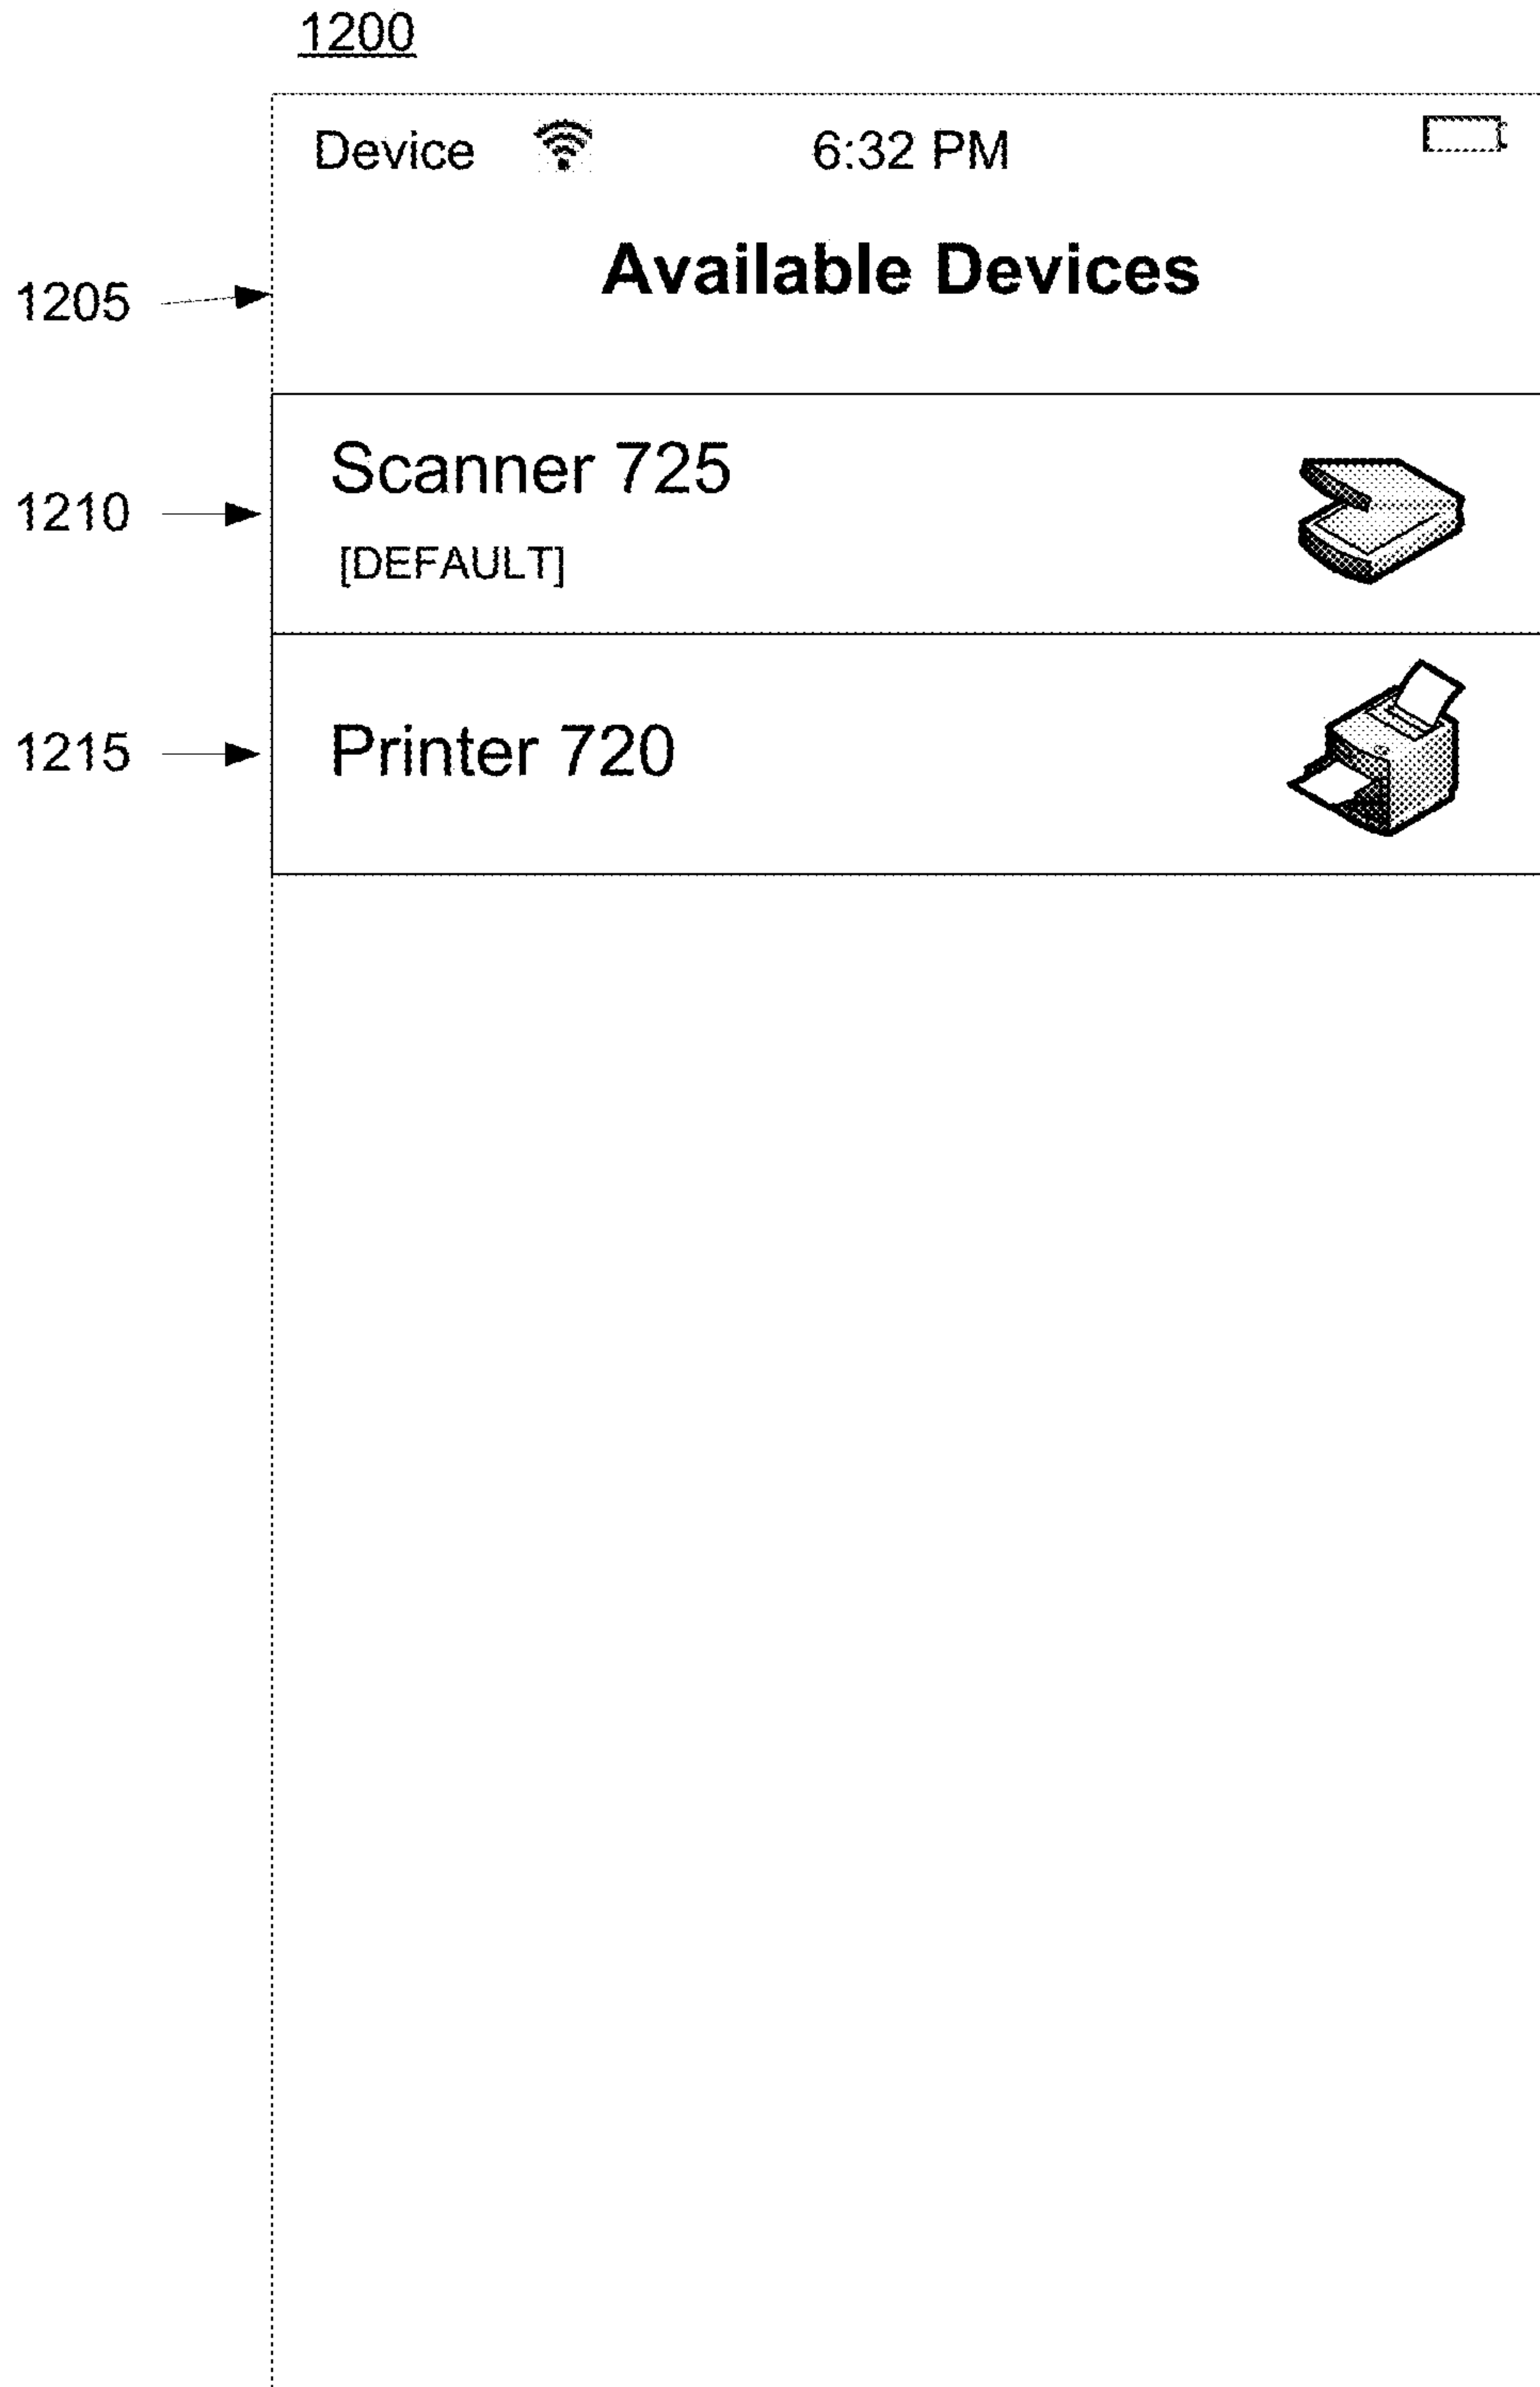 1200
Device 6:32 PM
Available Devices
1205
Scanner 725
1210
[DEFAULT]
1215 Printer 720